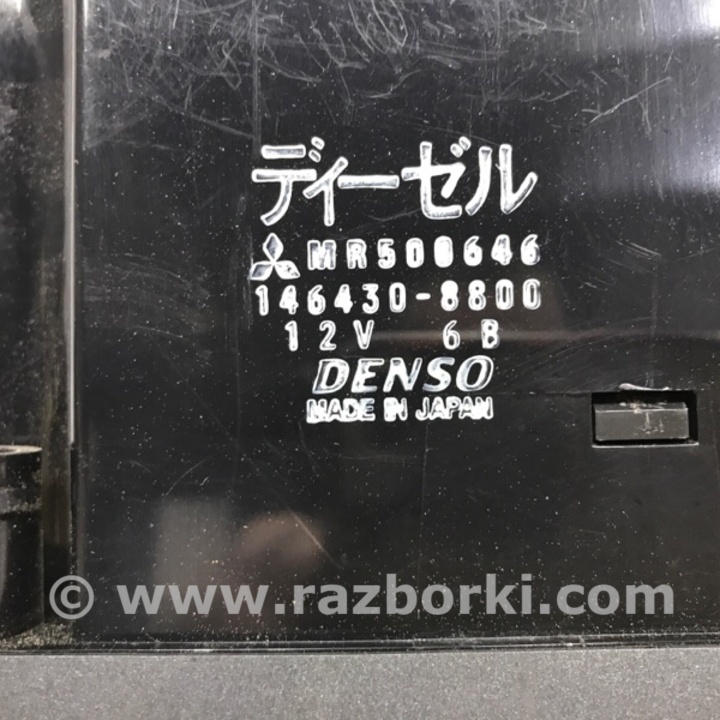 ディーゼル
MR500646
146430-8800
12V 6B
DENSO
MADE IN JAPAN
© www.razborki.com